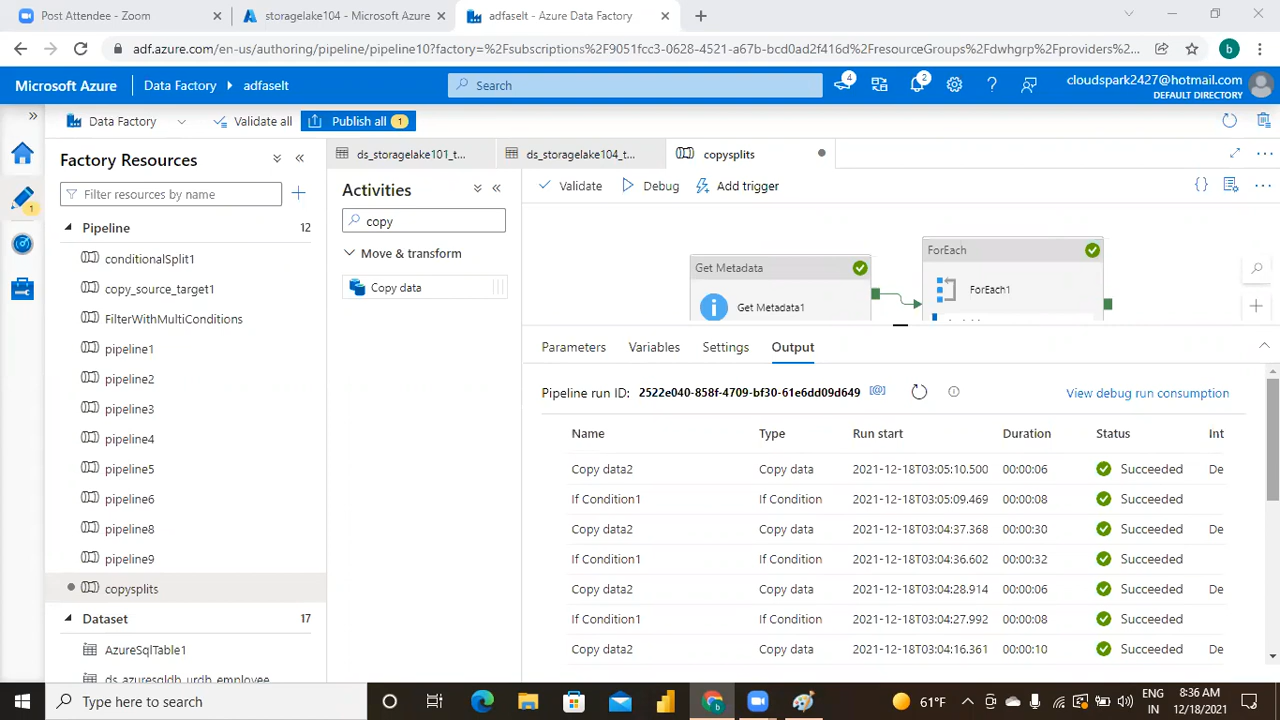 Post Attendee - Zoom
storagelake104 - Microsoft Azure
adfaselt - Azure Data Factory
adf.azure.com/en-us/authoring/pipeline/pipeline10?factory=%2Fsubscriptions%2F9051fcc3-0628-4521-a67b-bcd0ad2f416d%2FresourceGroups%2Fdwhgrp%2Fproviders%2...
b
Microsoft Azure
Data Factory
adfaselt
Search
4
2
cloudspark2427@hotmail.com
DEFAULT DIRECTORY
Data Factory
Validate all
Publish all
1
Factory Resources
ds_storagelake101_t...
ds_storagelake104_t...
copysplits
Filter resources by name
Activities
Validate
Debug
Add trigger
1
copy
Pipeline
12
Move & transform
Copy data
conditionalSplit1
copy_source_target1
FilterWithMultiConditions
pipeline1
pipeline2
pipeline3
pipeline4
pipeline5
pipeline6
pipeline8
pipeline9
copysplits
Dataset
17
AzureSqlTable1
ds_azuresqldb_urdb_employee
Get Metadata
Get Metadata1
ForEach
ForEach1
Parameters
Variables
Settings
Output
Pipeline run ID: 2522e040-858f-4709-bf30-61e6dd09d649
View debug run consumption
Name Type Run start Duration Status Int
Copy data2 Copy data 2021-12-18T03:05:10.500 00:00:06 Succeeded De
If Condition1 If Condition 2021-12-18T03:05:09.469 00:00:08 Succeeded
Copy data2 Copy data 2021-12-18T03:04:37.368 00:00:30 Succeeded De
If Condition1 If Condition 2021-12-18T03:04:36.602 00:00:32 Succeeded
Copy data2 Copy data 2021-12-18T03:04:28.914 00:00:06 Succeeded De
If Condition1 If Condition 2021-12-18T03:04:27.992 00:00:08 Succeeded
Copy data2 Copy data 2021-12-18T03:04:16.361 00:00:10 Succeeded De
Type here to search
61°F
ENG
IN
8:36 AM
12/18/2021